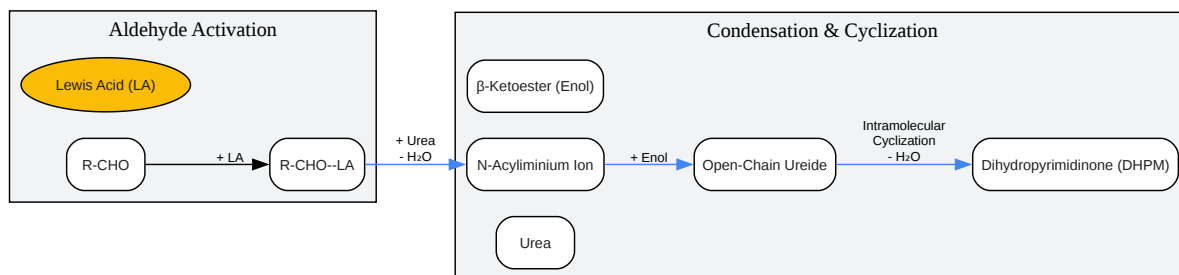 Aldehyde Activation
Lewis Acid (LA)
R-CHO
+ LA
R-CHO--LA
+ Urea
- H₂O
Condensation & Cyclization
β-Ketoester (Enol)
N-Acyliminium Ion
+ Enol
Open-Chain Ureide
Intramolecular
Cyclization
- H₂O
Dihydropyrimidinone (DHPM)
Urea